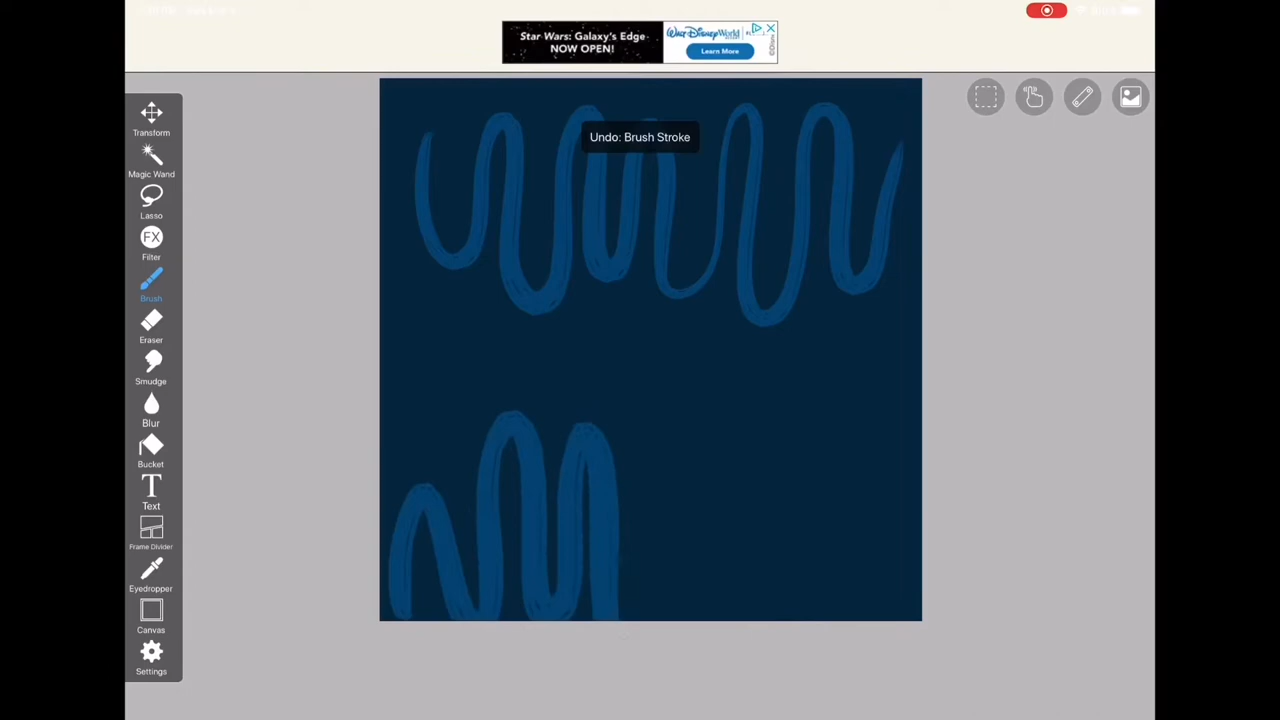 Star Wars: Galaxy's Edge
NOW OPEN!
WALT DISNEY World
Learn More
Undo: Brush Stroke
Transform
Magic Wand
Lasso
FX
Filter
Brush
Eraser
Smudge
Blur
Bucket
T
Text
Frame Divider
Eyedropper
Canvas
Settings